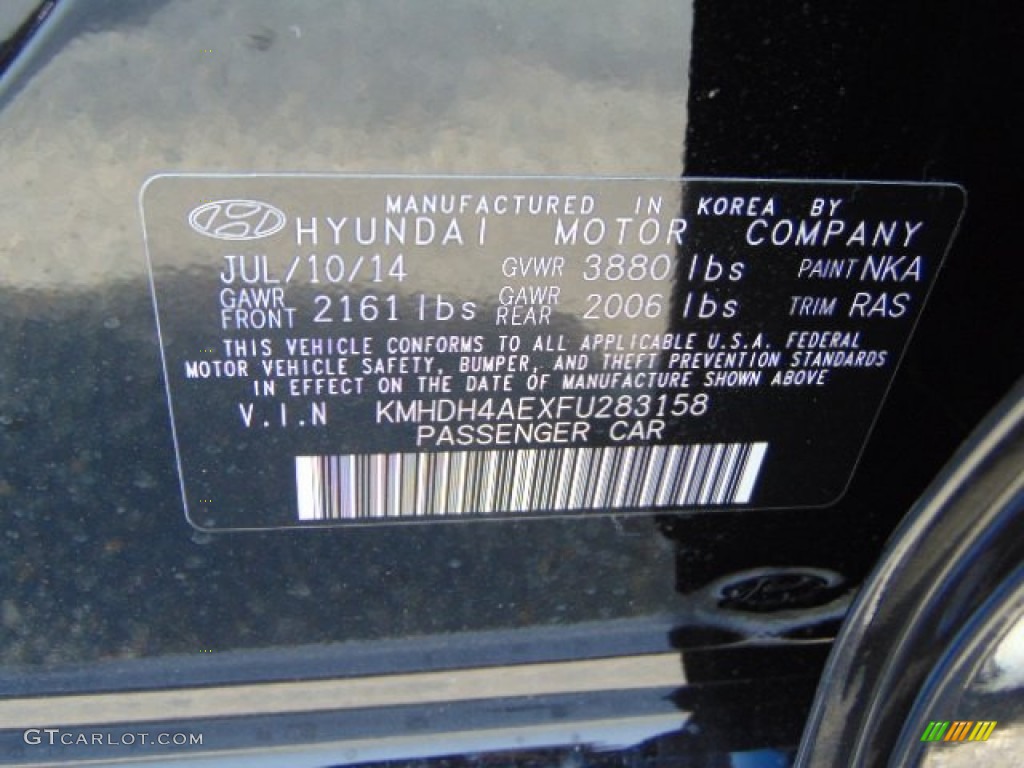 MANUFACTURED IN KOREA BY
HYUNDAI MOTOR COMPANY
JUL/10/14 GVWR 3880 lbs PAINT NKA
GAWR FRONT 2161 lbs GAWR REAR 2006 lbs TRIM RAS
THIS VEHICLE CONFORMS TO ALL APPLICABLE U.S.A. FEDERAL
MOTOR VEHICLE SAFETY, BUMPER, AND THEFT PREVENTION STANDARDS
IN EFFECT ON THE DATE OF MANUFACTURE SHOWN ABOVE
V.I.N KMHDH4AEXFU283158
PASSENGER CAR
GTCARLOT.COM